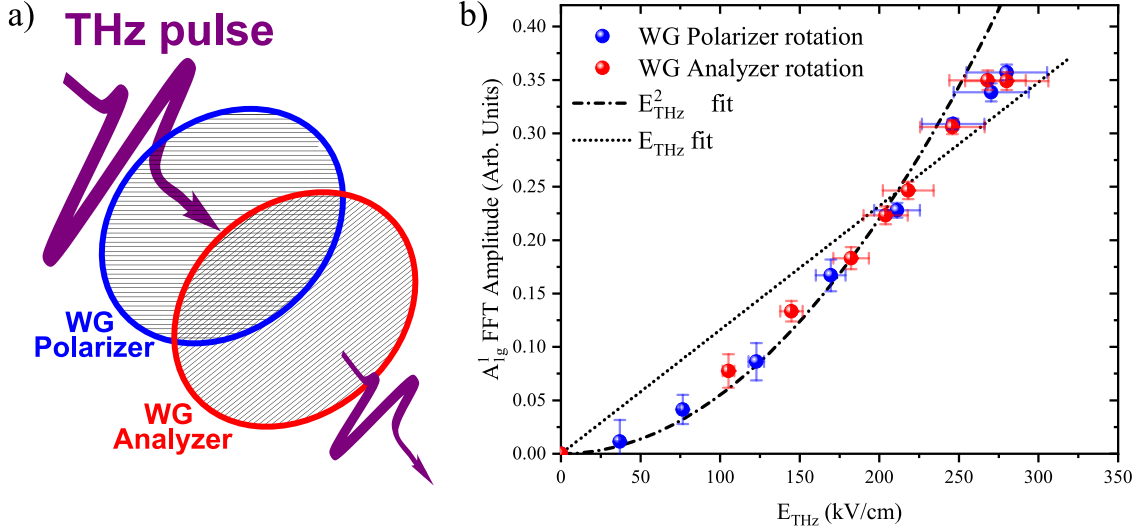 a)
THz pulse
WG
Polarizer
WG
Analyzer
b)
WG Polarizer rotation
WG Analyzer rotation
E²THz fit
ETHz fit
A¹1g FFT Amplitude (Arb. Units)
0.40
0.35
0.30
0.25
0.20
0.15
0.10
0.05
0.00
0 50 100 150 200 250 300 350
ETHz (kV/cm)